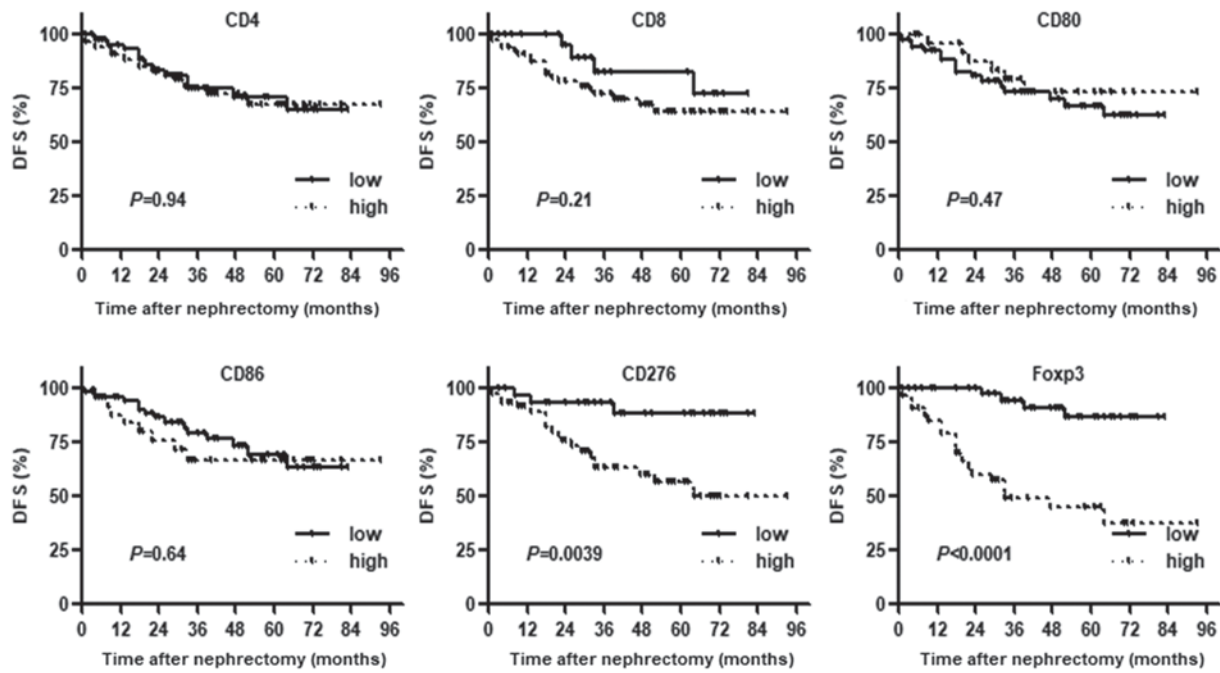 CD4
100
75
50
25
0
DFS (%)
low
high
P=0.94
0 12 24 36 48 60 72 84 96
Time after nephrectomy (months)
CD8
100
75
50
25
0
DFS (%)
low
high
P=0.21
0 12 24 36 48 60 72 84 96
Time after nephrectomy (months)
CD80
100
75
50
25
0
DFS (%)
low
high
P=0.47
0 12 24 36 48 60 72 84 96
Time after nephrectomy (months)
CD86
100
75
50
25
0
DFS (%)
low
high
P=0.64
0 12 24 36 48 60 72 84 96
Time after nephrectomy (months)
CD276
100
75
50
25
0
DFS (%)
low
high
P=0.0039
0 12 24 36 48 60 72 84 96
Time after nephrectomy (months)
Foxp3
100
75
50
25
0
DFS (%)
low
high
P<0.0001
0 12 24 36 48 60 72 84 96
Time after nephrectomy (months)